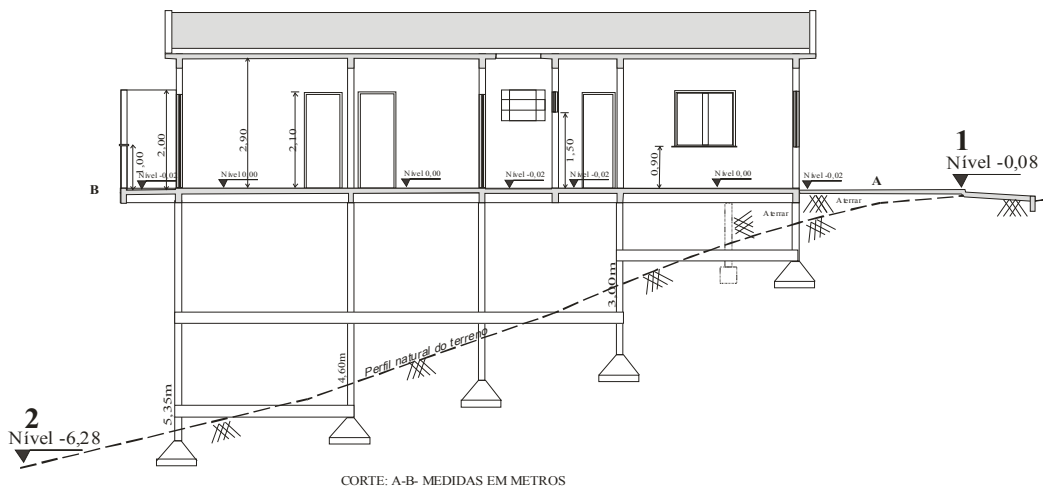 1,00
2,00
2,90
2,10
1,50
0,90
1
Nível -0,08
B
Nível -0,02
Nível 0,00
Nível 0,00
Nível -0,02
Nível -0,02
Nível 0,00
Nível -0,02
A
Aterrar
Aterrar
3,00m
Perfil natural do terreno
4,60m
5,35m
2
Nível -6,28
CORTE: A-B- MEDIDAS EM METROS